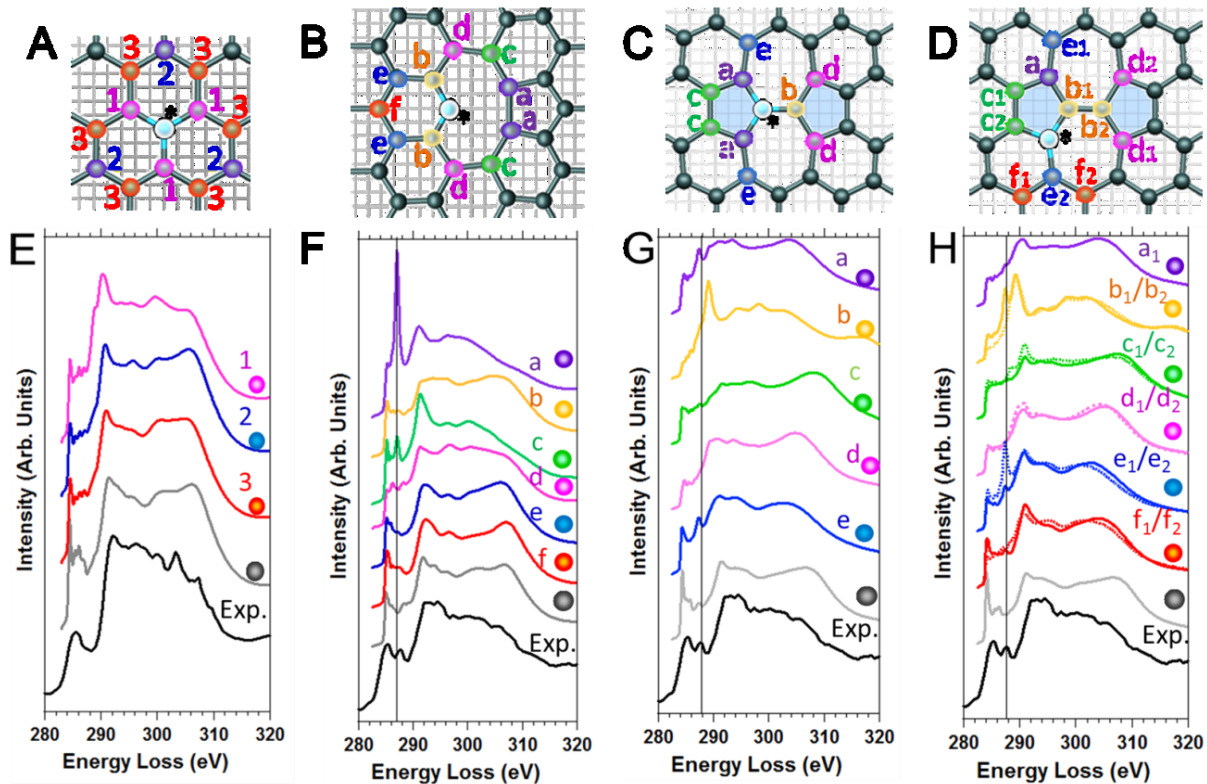 A
3 3
2
1 1
*
3 3
2 2
1
3 3
B
d
c
b
e
a
f
*
a
e
b
c
d
C
e
a
d
c
b
*
c
a
d
e
D
e1
d2
a
c1
b1
c2
b2
*
d1
f1 f2
e2
E
Intensity (Arb. Units)
1
2
3
Exp.
280 290 300 310 320
Energy Loss (eV)
F
Intensity (Arb. Units)
a
b
c
d
e
f
Exp.
280 290 300 310 320
Energy Loss (eV)
G
Intensity (Arb. Units)
a
b
c
d
e
Exp.
280 290 300 310 320
Energy Loss (eV)
H
Intensity (Arb. Units)
a1
b1/b2
c1/c2
d1/d2
e1/e2
f1/f2
Exp.
280 290 300 310 320
Energy Loss (eV)